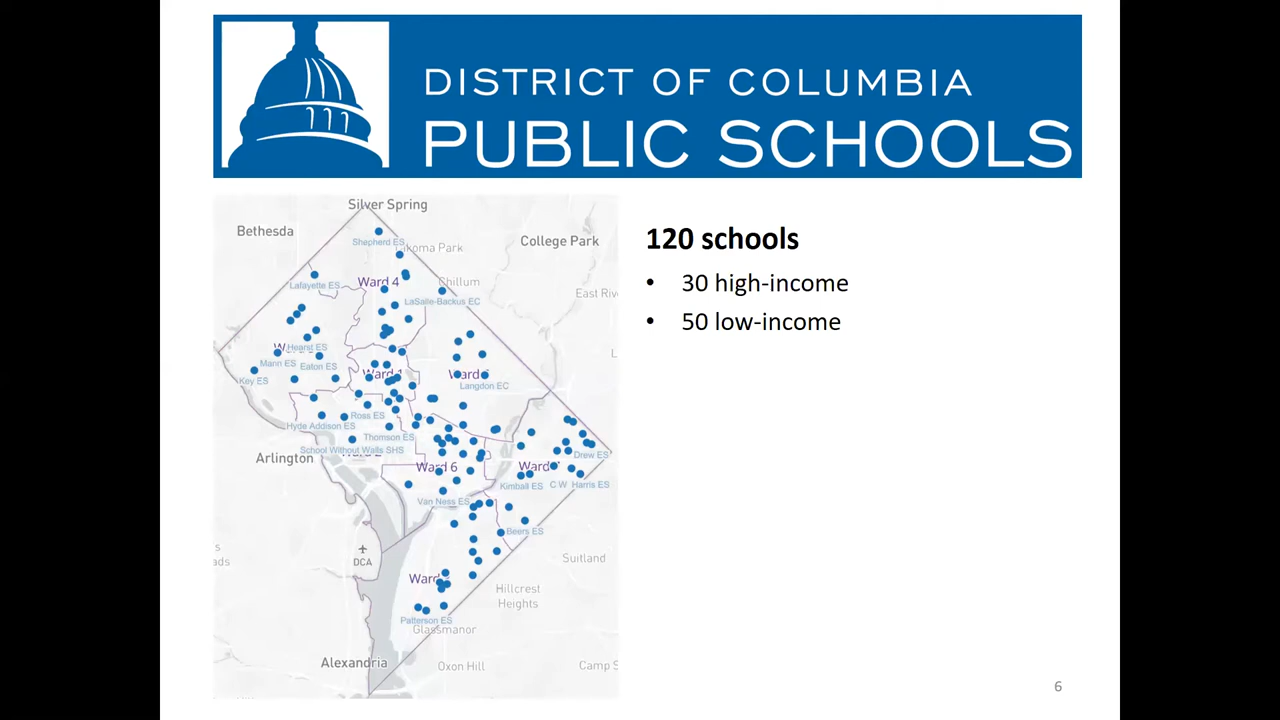 DISTRICT OF COLUMBIA
PUBLIC SCHOOLS
Silver Spring
Bethesda
College Park
Shepherd ES
Park
Ward 4
Chillum
Lafayette ES
LaSalle-Backus EC
Hearst ES
Mann ES
Eaton ES
Key ES
Langdon EC
Ross ES
Hyde Addison ES
Thomson ES
School Without Walls SHS
Arlington
Drew ES
Ward 6
Kimball ES
C W Harris ES
Van Ness ES
Beers ES
DCA
Suitland
Ward
Hillcrest
Heights
Patterson ES
Glassmanor
Alexandria
Oxon Hill
120 schools
• 30 high-income
• 50 low-income
6